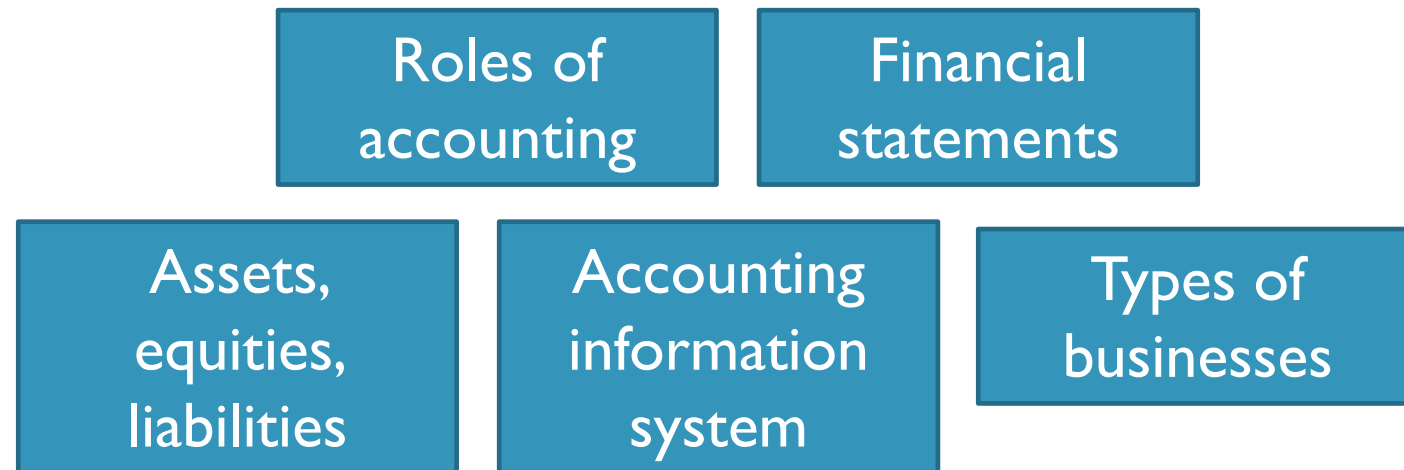 Roles of
accounting
Financial
statements
Assets,
equities,
liabilities
Accounting
information
system
Types of
businesses